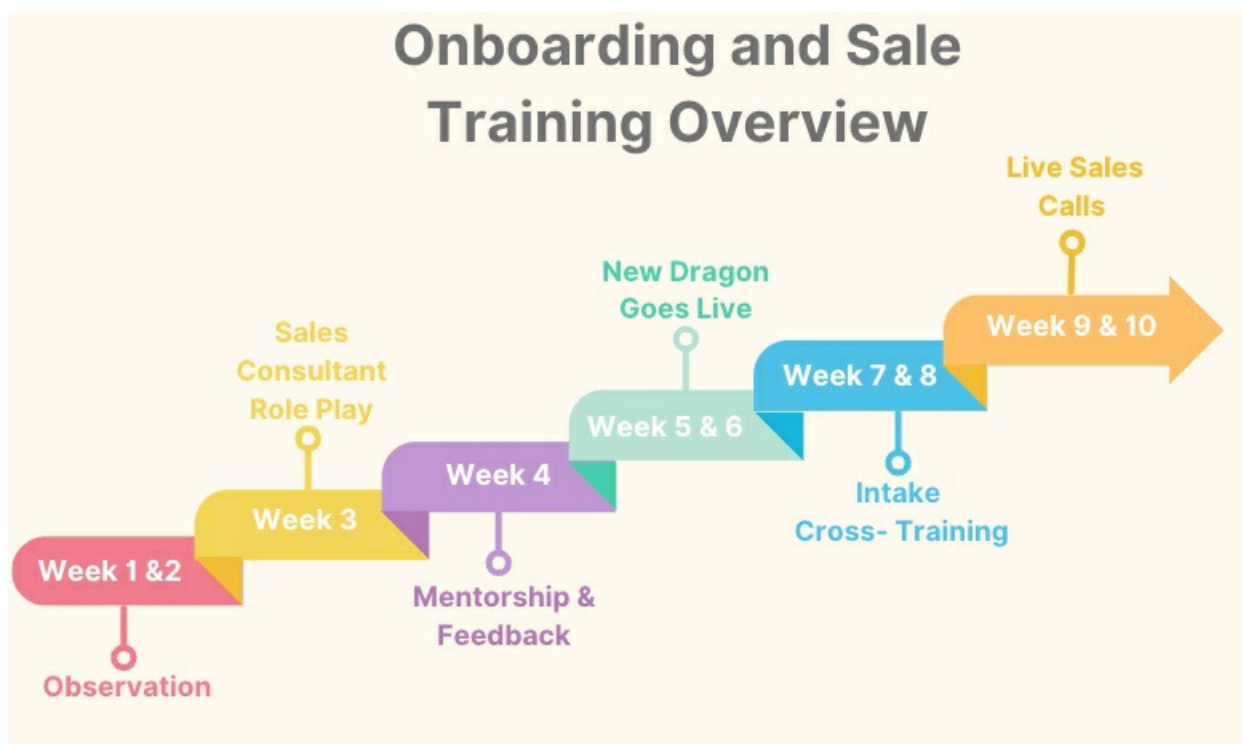 Onboarding and Sale
Training Overview
Week 1 &2
Observation
Sales
Consultant
Role Play
Week 3
Week 4
Mentorship &
Feedback
New Dragon
Goes Live
Week 5 & 6
Week 7 & 8
Intake
Cross- Training
Live Sales
Calls
Week 9 & 10